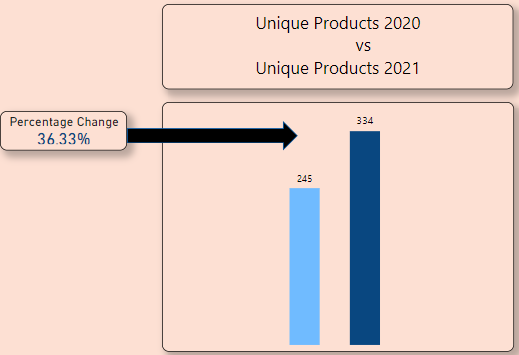 Unique Products 2020
vs
Unique Products 2021
Percentage Change
36.33%
334
245